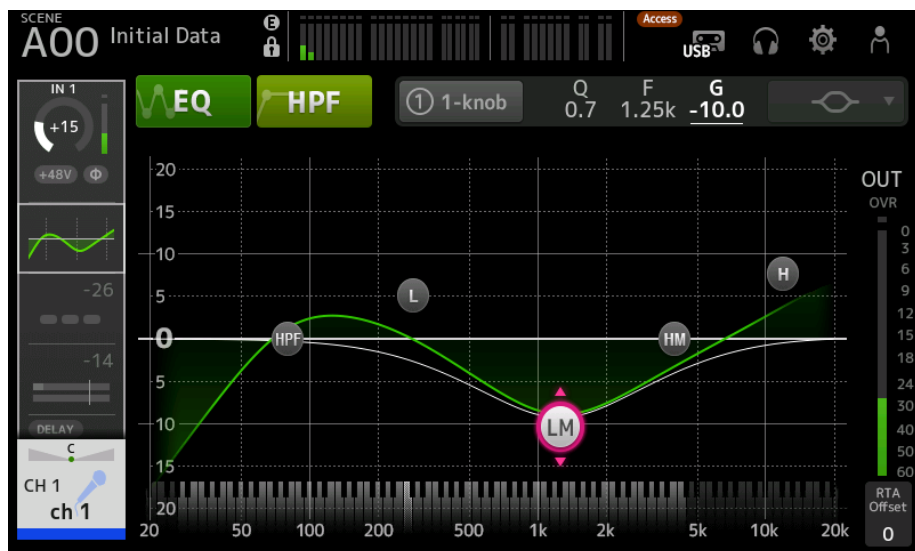 SCENE
A00 Initial Data
E
Access
USB
IN 1
+15
+48V Φ
-26
-14
DELAY
C
CH 1
ch 1
EQ
HPF
1 1-knob
Q F G
0.7 1.25k -10.0
20
15
10
5
0
5
10
15
20
HPF
L
LM
HM
H
20 50 100 200 500 1k 2k 5k 10k 20k
OUT
OVR
0
3
6
9
12
15
18
24
30
40
50
60
RTA
Offset
0